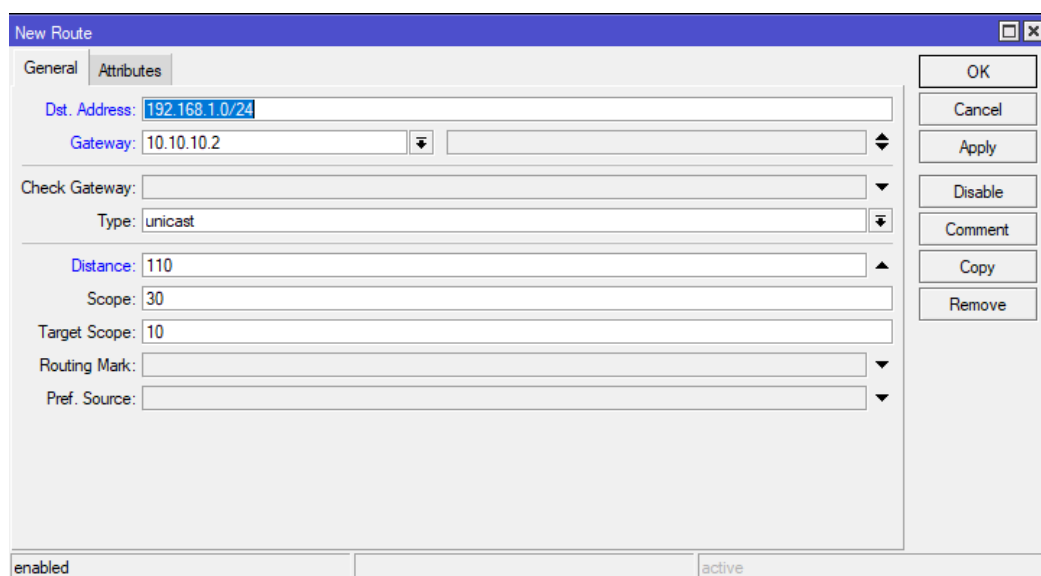 New Route
General Attributes
OK
Dst. Address: 192.168.1.0/24
Cancel
Gateway: 10.10.10.2
Apply
Check Gateway:
Disable
Type: unicast
Comment
Distance: 110
Copy
Scope: 30
Remove
Target Scope: 10
Routing Mark:
Pref. Source:
enabled active